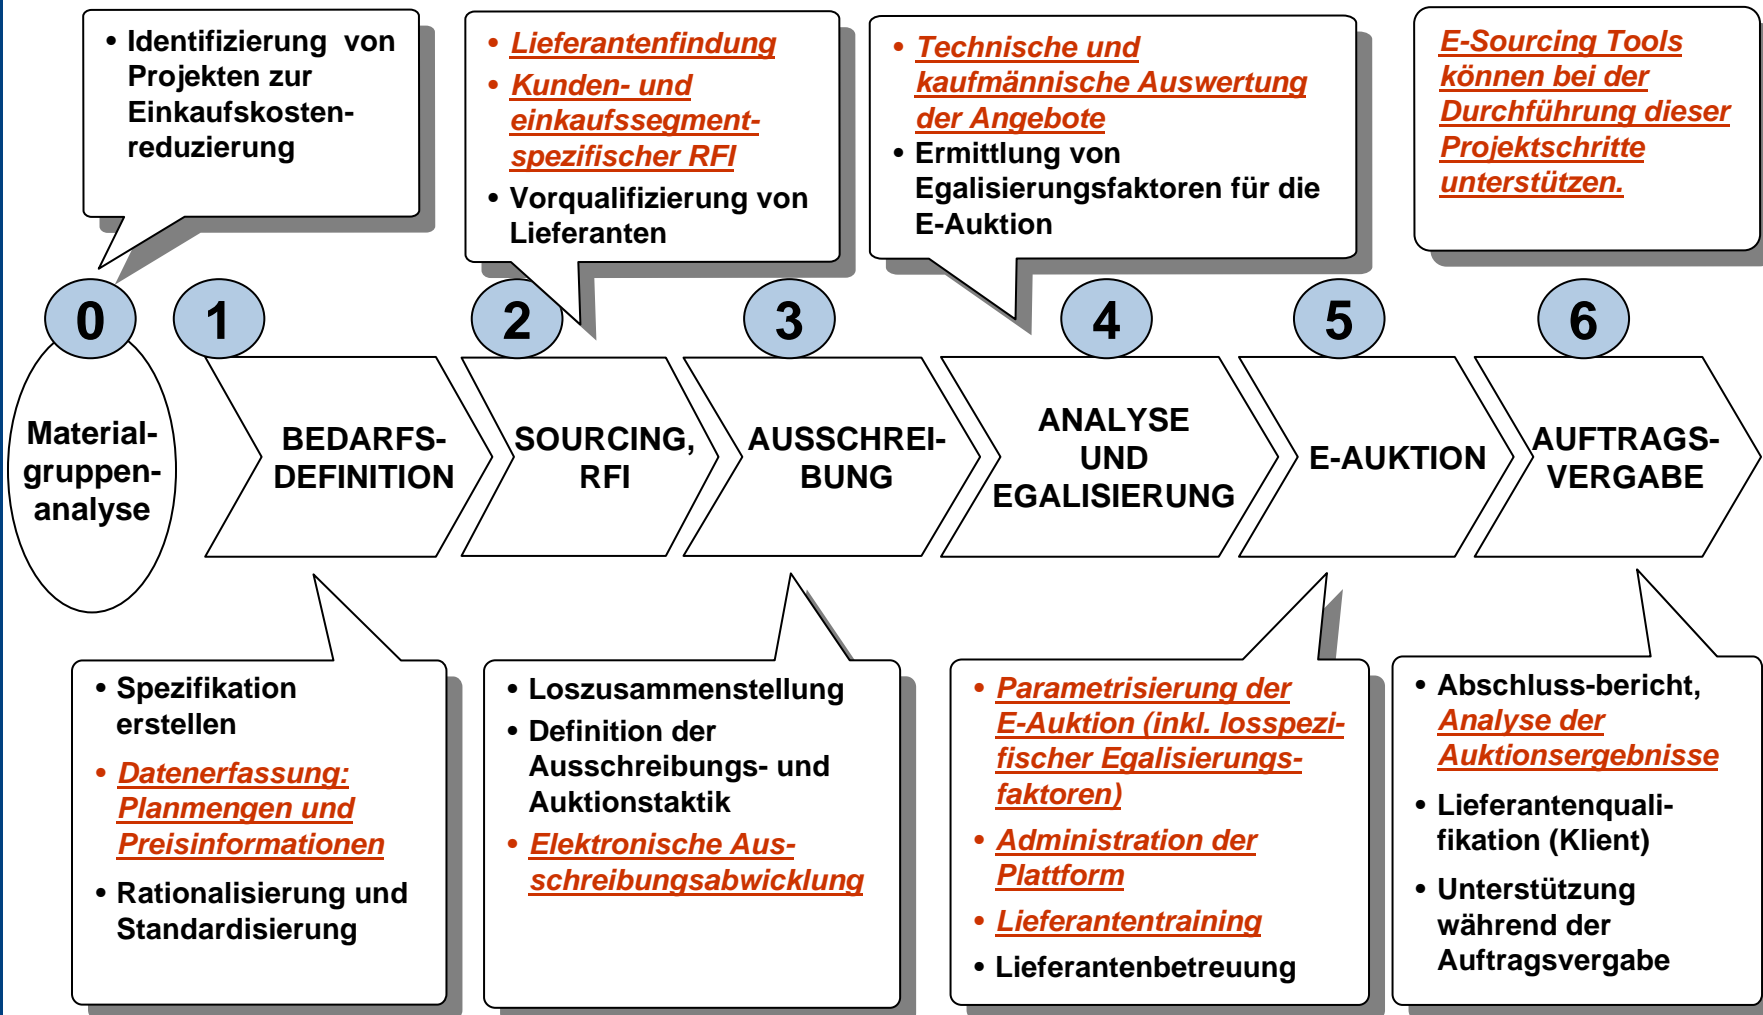 • Identifizierung von
Projekten zur
Einkaufskosten-
reduzierung
• Lieferantenfindung
• Kunden- und
einkaufssegment-
spezifischer RFI
• Vorqualifizierung von
Lieferanten
• Technische und
kaufmännische Auswertung
der Angebote
• Ermittlung von
Egalisierungsfaktoren für die
E-Auktion
E-Sourcing Tools
können bei der
Durchführung dieser
Projektschritte
unterstützen.
0
1
2
3
4
5
6
Material-
gruppen-
analyse
BEDARFS-
DEFINITION
SOURCING,
RFI
AUSSCHREI-
BUNG
ANALYSE
UND
EGALISIERUNG
E-AUKTION
AUFTRAGS-
VERGABE
• Spezifikation
erstellen
• Datenerfassung:
Planmengen und
Preisinformationen
• Rationalisierung und
Standardisierung
• Loszusammenstellung
• Definition der
Ausschreibungs- und
Auktionstaktik
• Elektronische Aus-
schreibungsabwicklung
• Parametrisierung der
E-Auktion (inkl. losspezi-
fischer Egalisierungs-
faktoren)
• Administration der
Plattform
• Lieferantentraining
• Lieferantenbetreuung
• Abschluss-bericht,
Analyse der
Auktionsergebnisse
• Lieferantenquali-
fikation (Klient)
• Unterstützung
während der
Auftragsvergabe